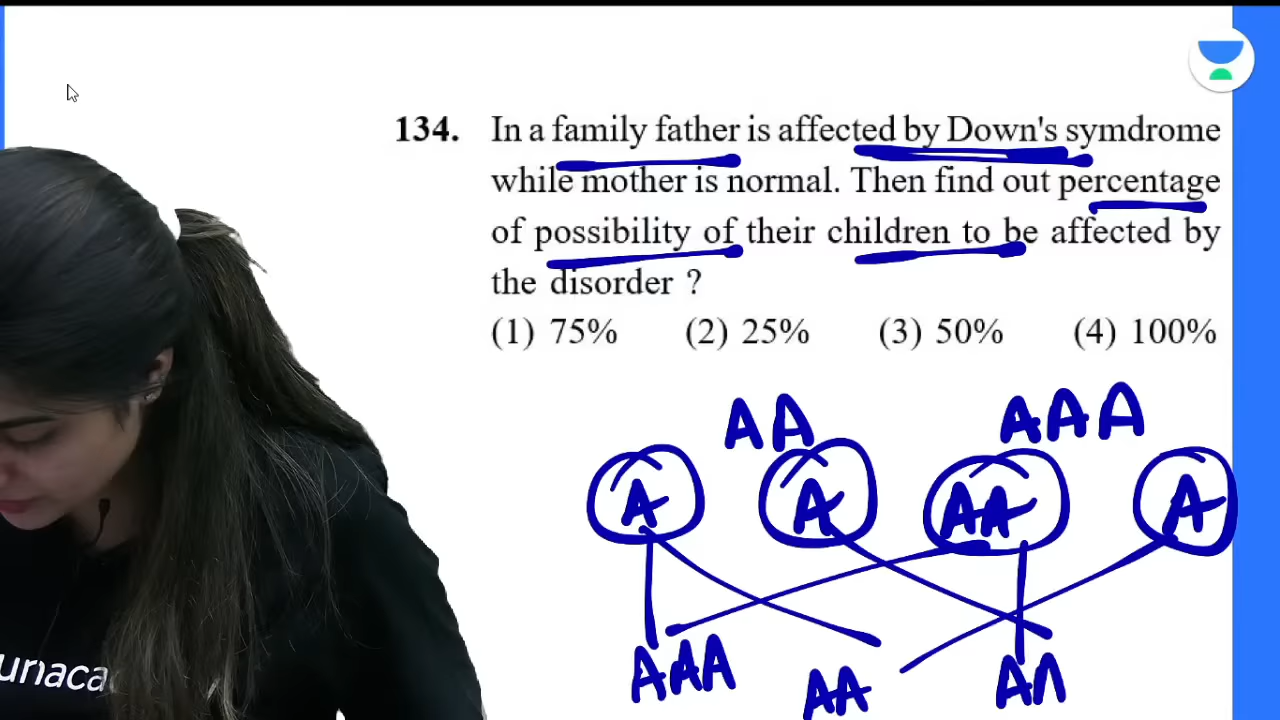 134. In a family father is affected by Down's symdrome
while mother is normal. Then find out percentage
of possibility of their children to be affected by
the disorder ?
(1) 75% (2) 25% (3) 50% (4) 100%
AA AAA
A A AA A
AAA AA AA
unaca